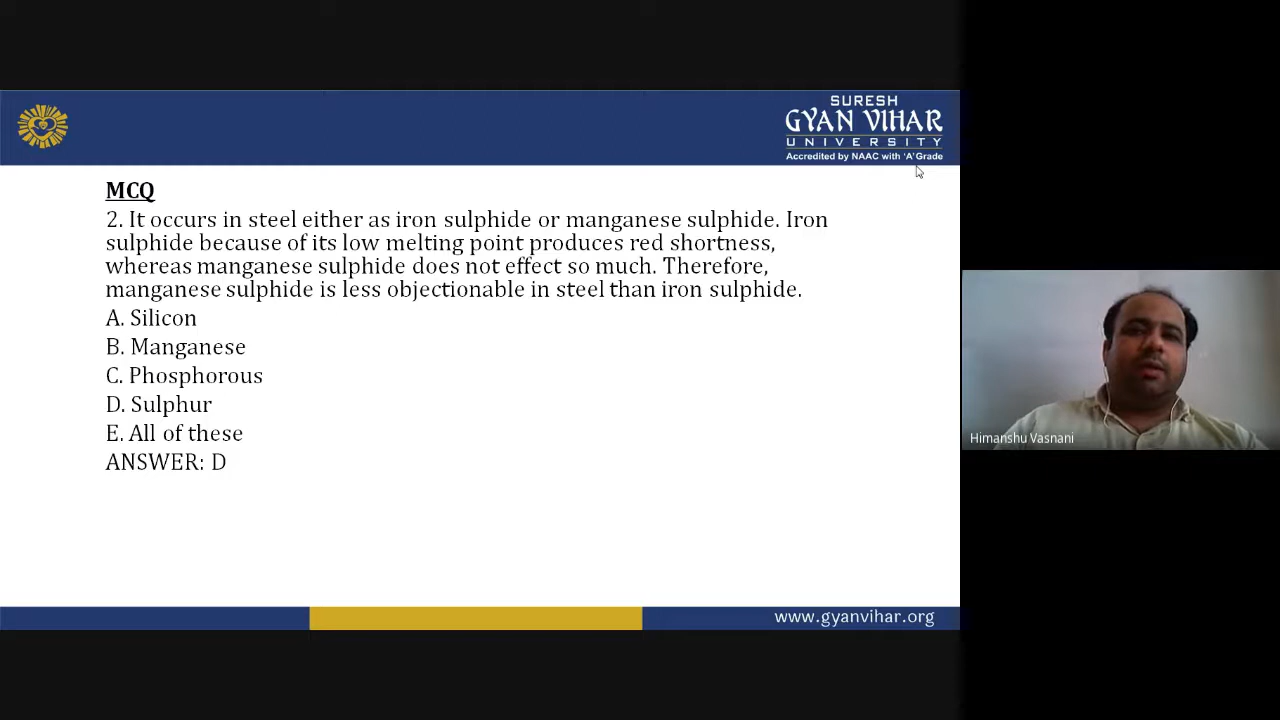 SURESH
GYAN VIHAR
UNIVERSITY
Accredited by NAAC with 'A' Grade
MCQ
2. It occurs in steel either as iron sulphide or manganese sulphide. Iron
sulphide because of its low melting point produces red shortness,
whereas manganese sulphide does not effect so much. Therefore,
manganese sulphide is less objectionable in steel than iron sulphide.
A. Silicon
B. Manganese
C. Phosphorous
D. Sulphur
E. All of these
ANSWER: D
Himanshu Vasnani
www.gyanvihar.org